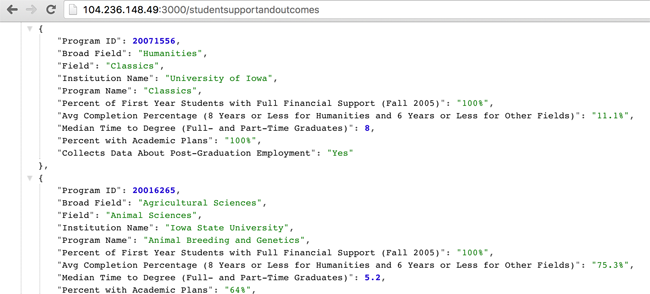 104.236.148.49:3000/studentsupportandoutcomes
{
"Program ID": 20071556,
"Broad Field": "Humanities",
"Field": "Classics",
"Institution Name": "University of Iowa",
"Program Name": "Classics",
"Percent of First Year Students with Full Financial Support (Fall 2005)": "100%",
"Avg Completion Percentage (8 Years or Less for Humanities and 6 Years or Less for Other Fields)": "11.1%",
"Median Time to Degree (Full- and Part-Time Graduates)": 8,
"Percent with Academic Plans": "100%",
"Collects Data About Post-Graduation Employment": "Yes"
},
{
"Program ID": 20016265,
"Broad Field": "Agricultural Sciences",
"Field": "Animal Sciences",
"Institution Name": "Iowa State University",
"Program Name": "Animal Breeding and Genetics",
"Percent of First Year Students with Full Financial Support (Fall 2005)": "100%",
"Avg Completion Percentage (8 Years or Less for Humanities and 6 Years or Less for Other Fields)": "75.3%",
"Median Time to Degree (Full- and Part-Time Graduates)": 5.2,
"Percent with Academic Plans": "64%",